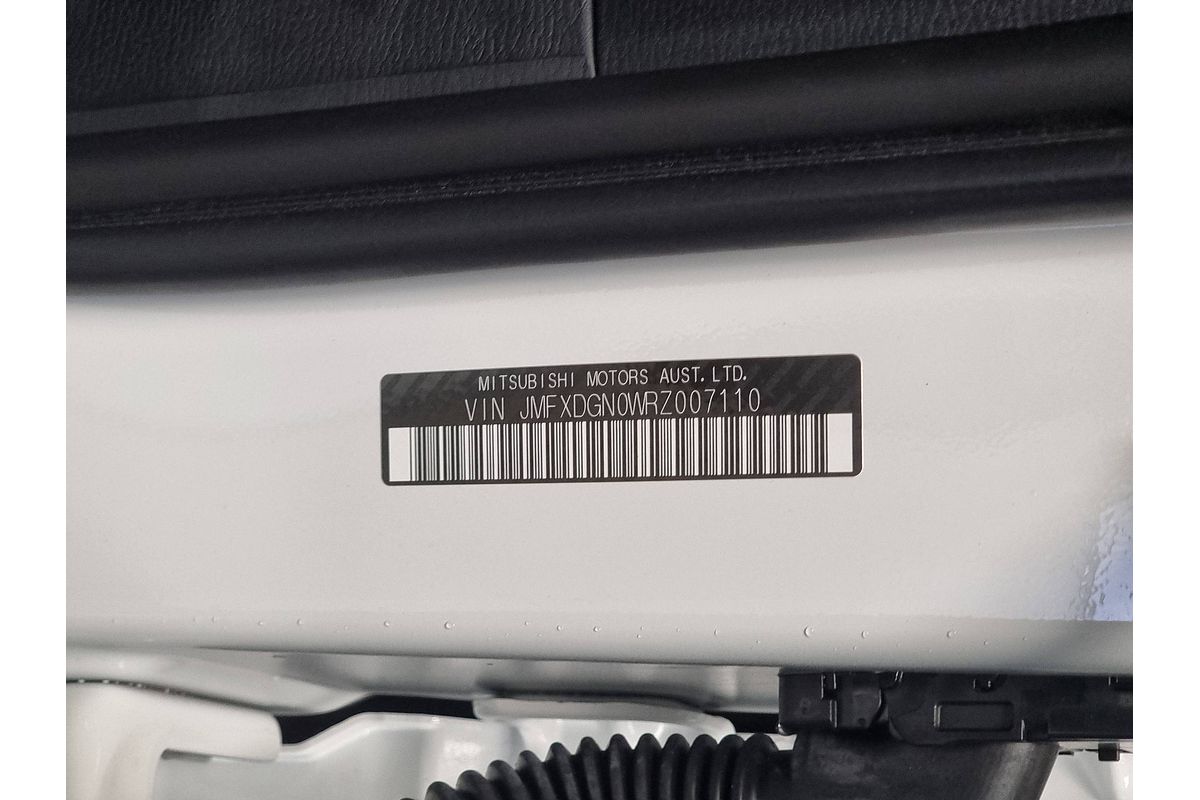 MITSUBISHI MOTORS AUST. LTD.
VIN JMFXDGN0WRZ007110